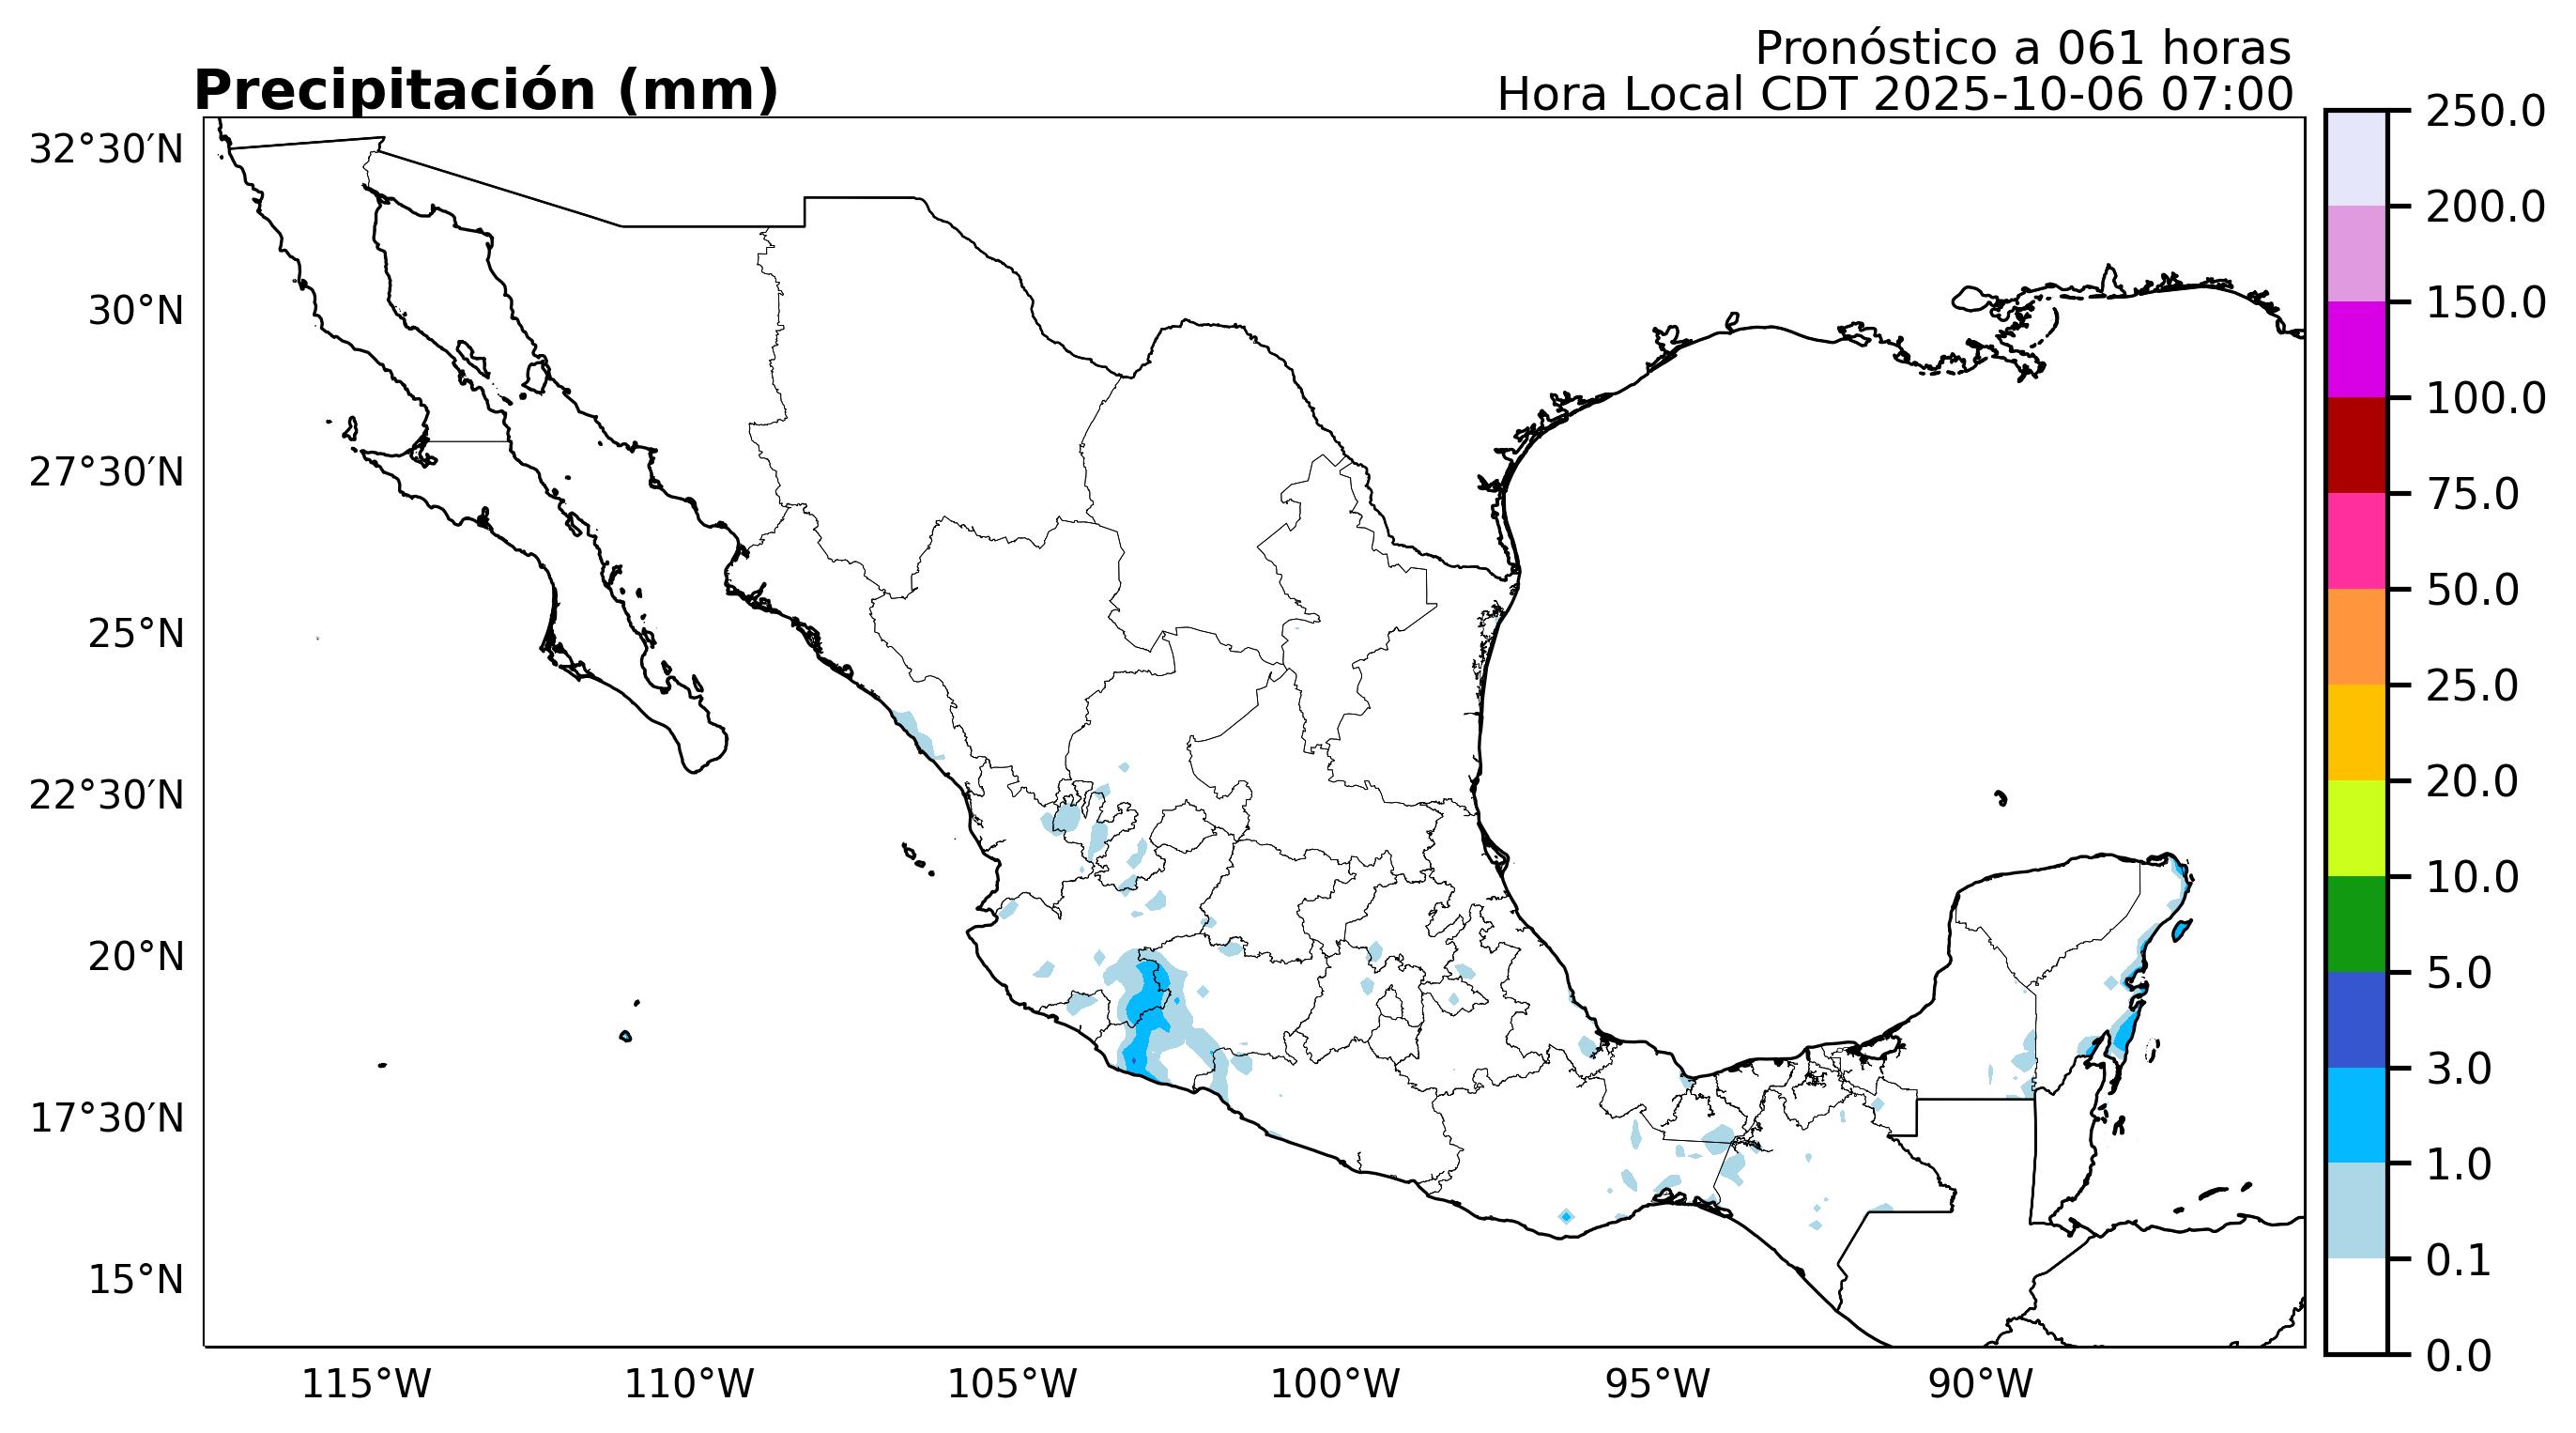 Pronóstico a 061 horas
Precipitación (mm)
Hora Local CDT 2025-10-06 07:00
32°30′N
30°N
27°30′N
25°N
22°30′N
20°N
17°30′N
15°N
115°W
110°W
105°W
100°W
95°W
90°W
250.0
200.0
150.0
100.0
75.0
50.0
25.0
20.0
10.0
5.0
3.0
1.0
0.1
0.0